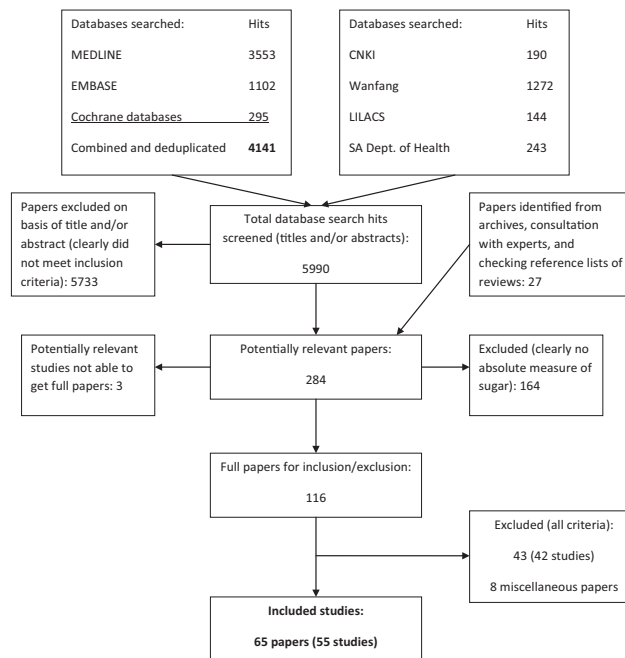 Databases searched: Hits
MEDLINE 3553
EMBASE 1102
Cochrane databases 295
Combined and deduplicated 4141
Databases searched: Hits
CNKI 190
Wanfang 1272
LILACS 144
SA Dept. of Health 243
Papers excluded on
basis of title and/or
abstract (clearly did
not meet inclusion
criteria): 5733
Total database search hits
screened (titles and/or abstracts):
5990
Papers identified from
archives, consultation
with experts, and
checking reference lists of
reviews: 27
Potentially relevant
studies not able to
get full papers: 3
Potentially relevant papers:
284
Excluded (clearly no
absolute measure of
sugar): 164
Full papers for inclusion/exclusion:
116
Excluded (all criteria):
43 (42 studies)
8 miscellaneous papers
Included studies:
65 papers (55 studies)